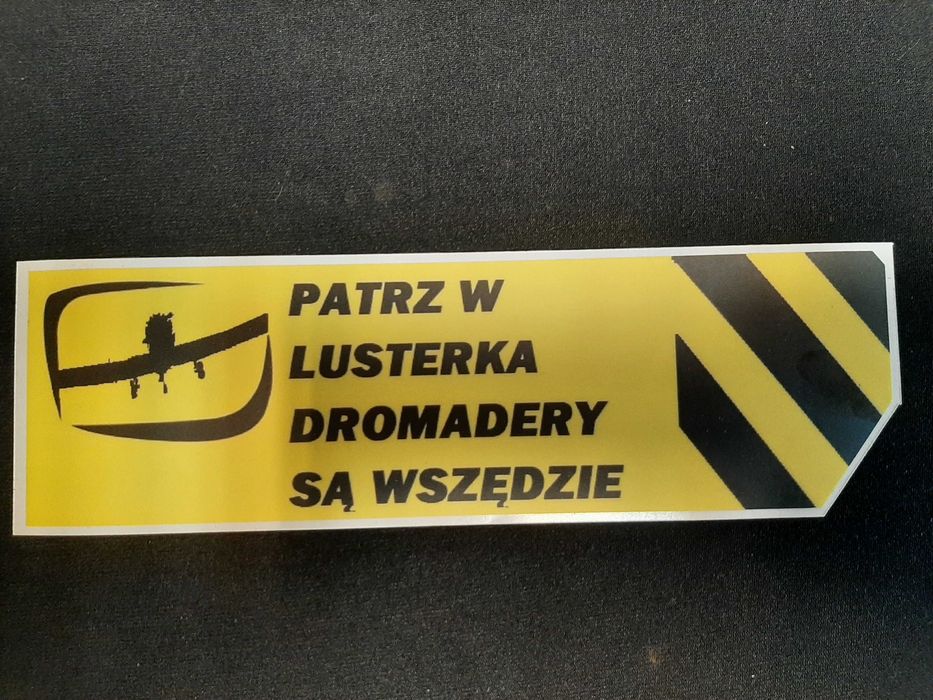 PATRZ W
LUSTERKA
DROMADERY
SĄ WSZĘDZIE